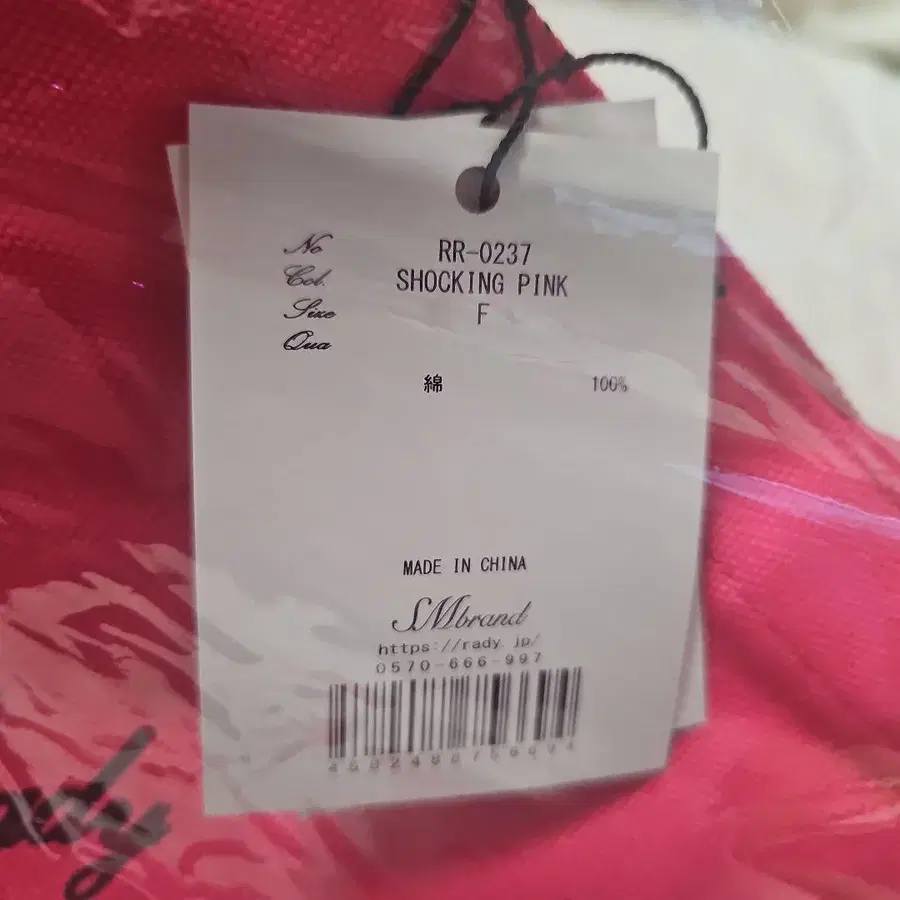 No RR-0237
Col. SHOCKING PINK
Size F
Qua
綿 100%
MADE IN CHINA
SMbrand
https://rady.jp/
0570-666-997